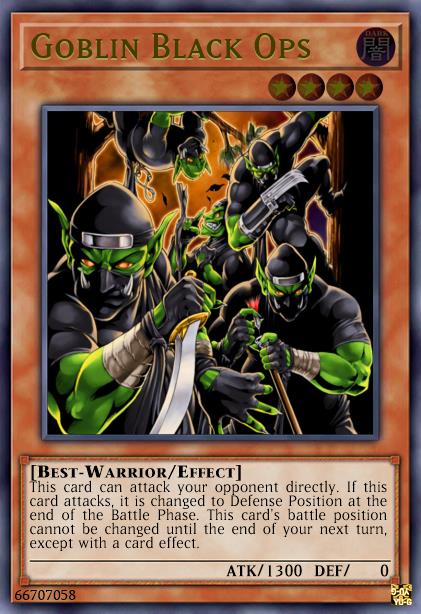 GOBLIN BLACK OPS
DARK
闇
[BEST-WARRIOR/EFFECT]
This card can attack your opponent directly. If this
card attacks, it is changed to Defense Position at the
end of the Battle Phase. This card's battle position
cannot be changed until the end of your next turn,
except with a card effect.
ATK/1300 DEF/ 0
66707058